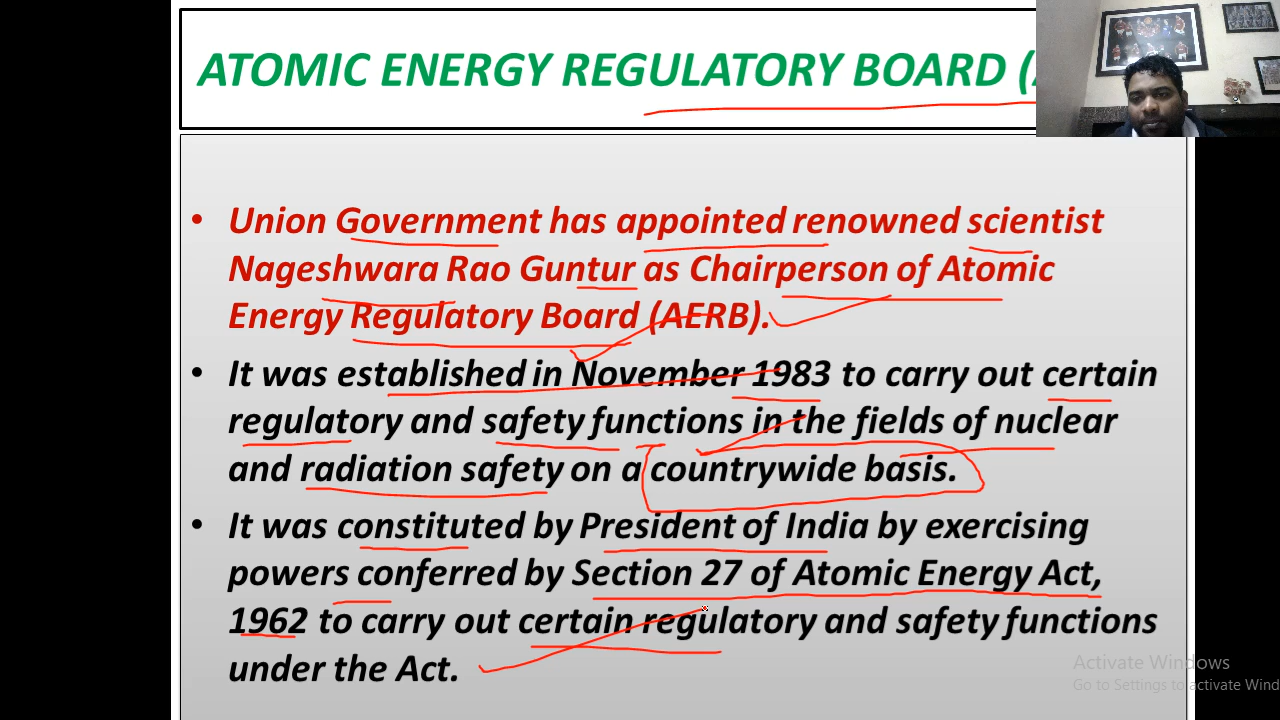 ATOMIC ENERGY REGULATORY BOARD (
• Union Government has appointed renowned scientist
Nageshwara Rao Guntur as Chairperson of Atomic
Energy Regulatory Board (AERB).
• It was established in November 1983 to carry out certain
regulatory and safety functions in the fields of nuclear
and radiation safety on a countrywide basis.
• It was constituted by President of India by exercising
powers conferred by Section 27 of Atomic Energy Act,
1962 to carry out certain regulatory and safety functions
under the Act.
Activate Windows
Go to Settings to activate Wind